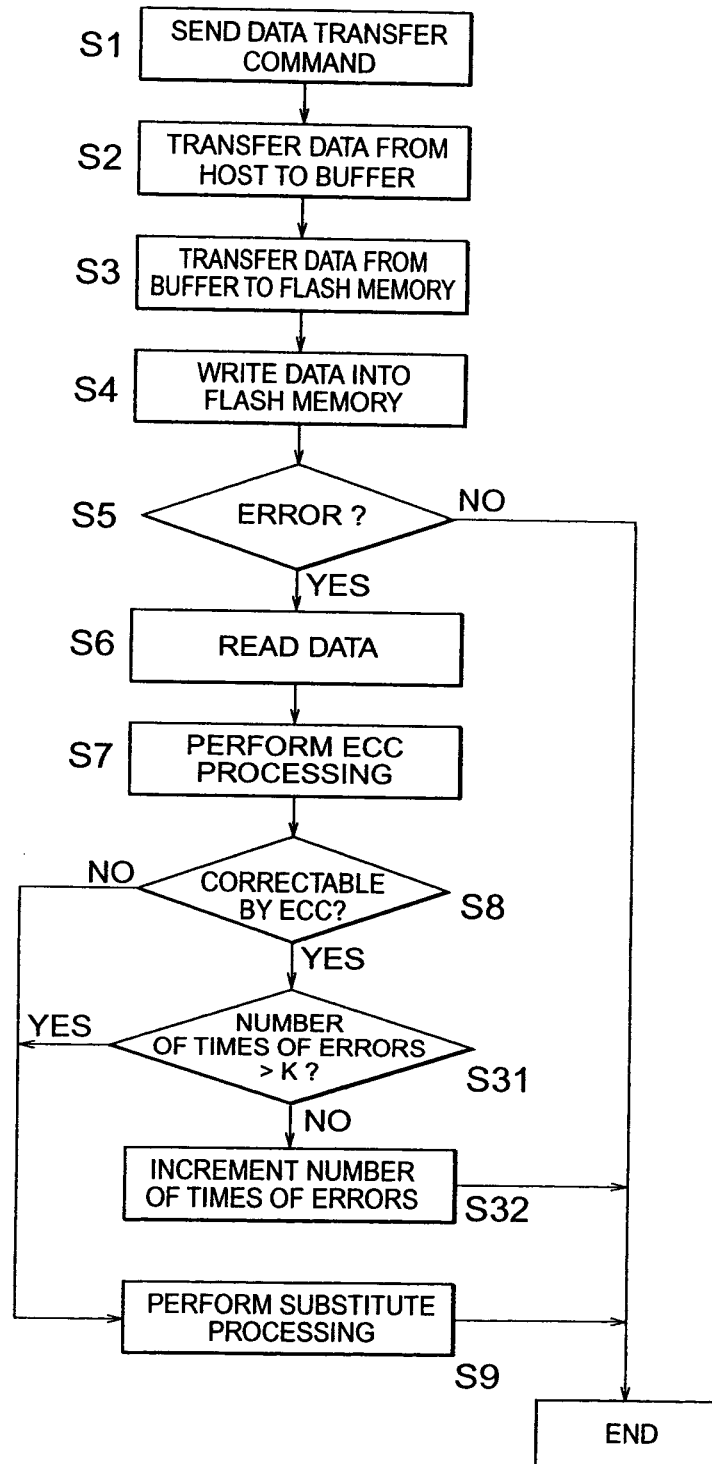 S1
SEND DATA TRANSFER
COMMAND
S2
TRANSFER DATA FROM
HOST TO BUFFER
S3
TRANSFER DATA FROM
BUFFER TO FLASH MEMORY
S4
WRITE DATA INTO
FLASH MEMORY
S5
ERROR ?
NO
YES
S6
READ DATA
S7
PERFORM ECC
PROCESSING
NO
CORRECTABLE
BY ECC?
S8
YES
YES
NUMBER
OF TIMES OF ERRORS
> K ?
S31
NO
INCREMENT NUMBER
OF TIMES OF ERRORS
S32
PERFORM SUBSTITUTE
PROCESSING
S9
END